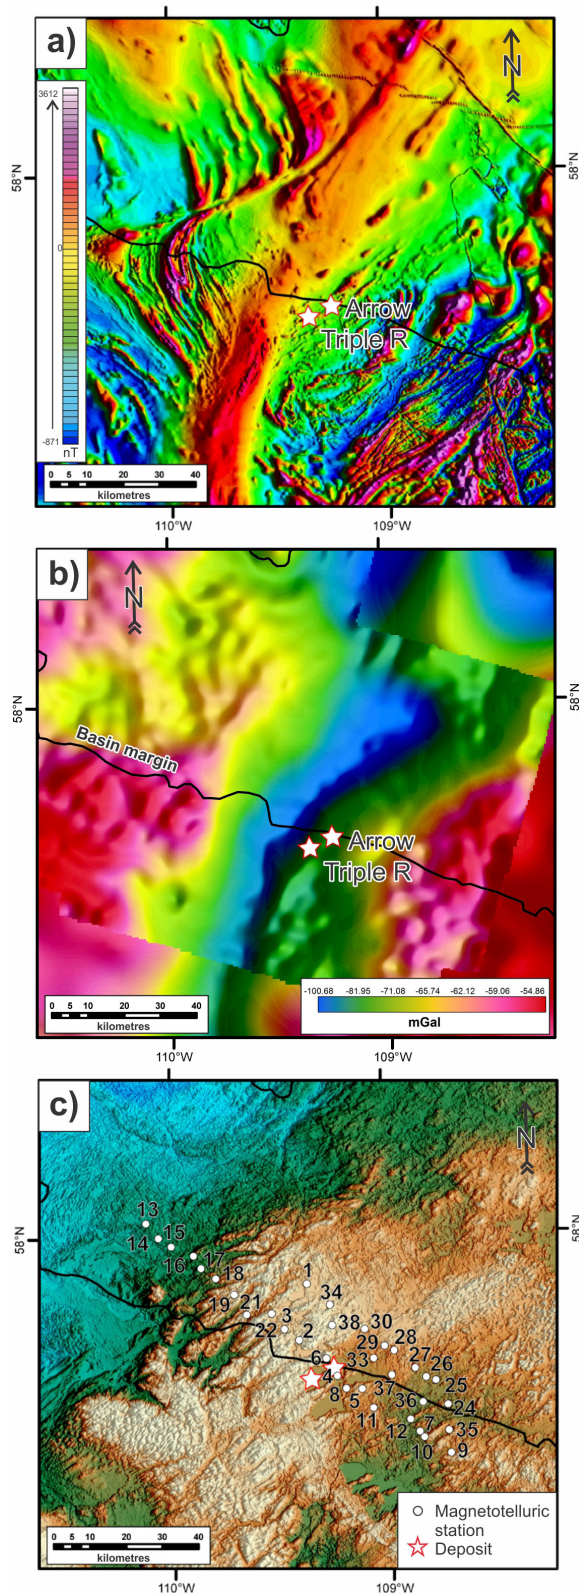 a)
N
3612
0
-871
nT
58°N
58°N
Arrow
Triple R
0 5 10 20 30 40
kilometres
110°W
109°W
b)
N
58°N
58°N
Basin margin
Arrow
Triple R
0 5 10 20 30 40
kilometres
-100.68 -81.95 -71.08 -65.74 -62.12 -59.06 -54.86
mGal
110°W
109°W
c)
N
58°N
58°N
13
14
15
16
17
18
1
19
21
3
34
22
2
38
30
29
28
6
33
27
26
4
25
8
5
37
36
24
11
12
7
35
10
9
0 5 10 20 30 40
kilometres
Magnetotelluric
station
Deposit
110°W
109°W